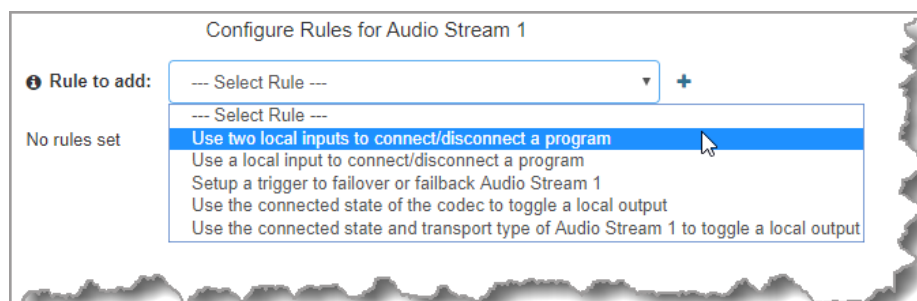 Configure Rules for Audio Stream 1
Rule to add: --- Select Rule ---
--- Select Rule ---
No rules set
Use two local inputs to connect/disconnect a program
Use a local input to connect/disconnect a program
Setup a trigger to failover or failback Audio Stream 1
Use the connected state of the codec to toggle a local output
Use the connected state and transport type of Audio Stream 1 to toggle a local output